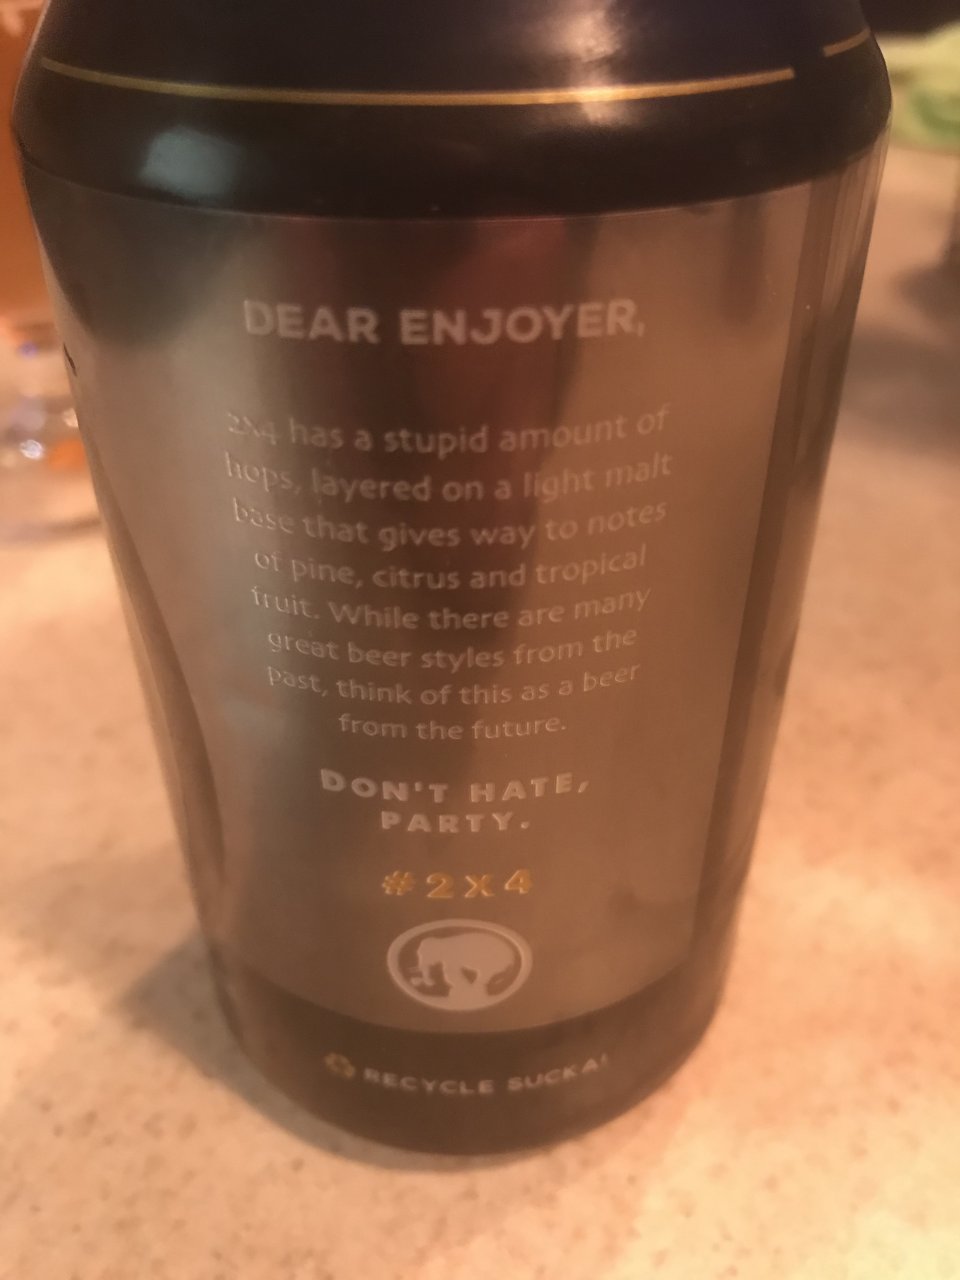 DEAR ENJOYER,
2X4 has a stupid amount of
hops, layered on a light malt
base that gives way to notes
of pine, citrus and tropical
fruit. While there are many
great beer styles from the
past, think of this as a beer
from the future.
DON'T HATE,
PARTY.
#2X4
RECYCLE SUCKA!